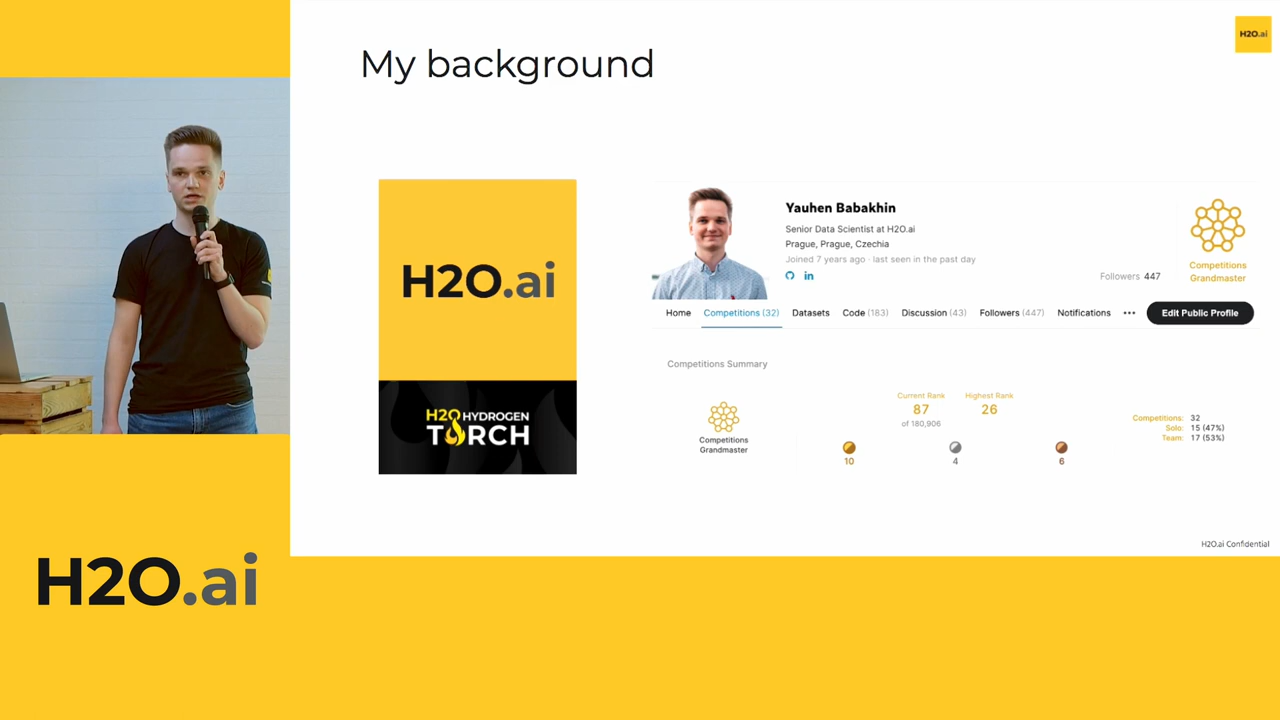 My background
H2O.ai
H2O.ai
H2O HYDROGEN
TORCH
Yauhen Babakhin
Senior Data Scientist at H2O.ai
Prague, Prague, Czechia
Joined 7 years ago · last seen in the past day
in
Followers 447
Competitions
Grandmaster
Home Competitions (32) Datasets Code (183) Discussion (43) Followers (447) Notifications ••• Edit Public Profile
Competitions Summary
Competitions
Grandmaster
Current Rank
87
of 180,906
Highest Rank
26
10
4
6
Competitions: 32
Solo: 15 (47%)
Team: 17 (53%)
H2O.ai Confidential
H2O.ai